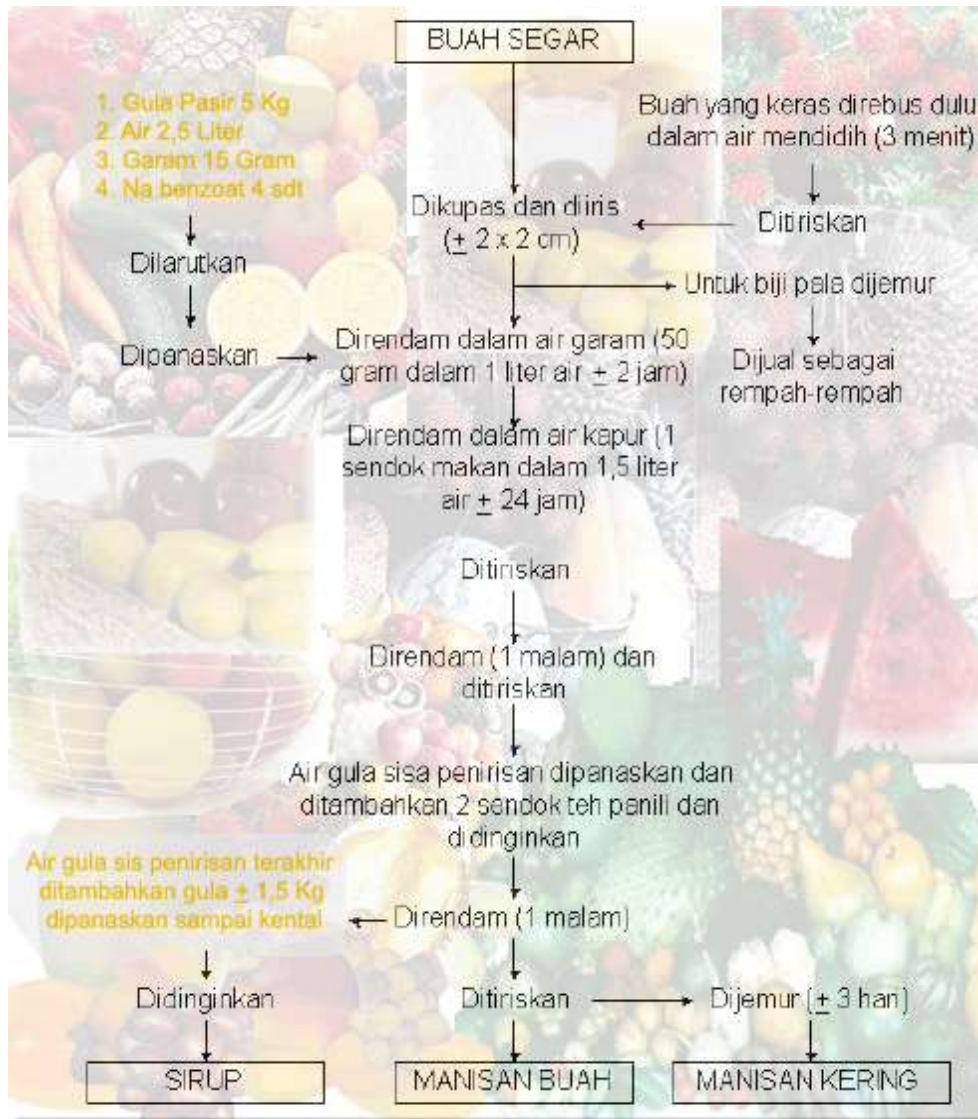 BUAH SEGAR
1. Gula Pasir 5 Kg
2. Air 2,5 Liter
3. Garam 15 Gram
4. Na benzoat 4 sdt
Buah yang keras direbus dulu
dalam air mendidih (3 menit)
Dikupas dan diiris
(± 2 x 2 cm)
Ditiriskan
Dilarutkan
Untuk biji pala dijemur
Dipanaskan
Direndam dalam air garam (50
gram dalam 1 liter air ± 2 jam)
Dijual sebagai
rempah-rempah
Direndam dalam air kapur (1
sendok makan dalam 1,5 liter
air ± 24 jam)
Ditiriskan
Direndam (1 malam) dan
ditiriskan
Air gula sisa penirisan dipanaskan dan
ditambahkan 2 sendok teh panili dan
didinginkan
Air gula sis penirisan terakhir
ditambahkan gula ± 1,5 Kg
dipanaskan sampai kental
Direndam (1 malam)
Didinginkan
Ditiriskan
Dijemur (± 3 hari)
SIRUP
MANISAN BUAH
MANISAN KERING